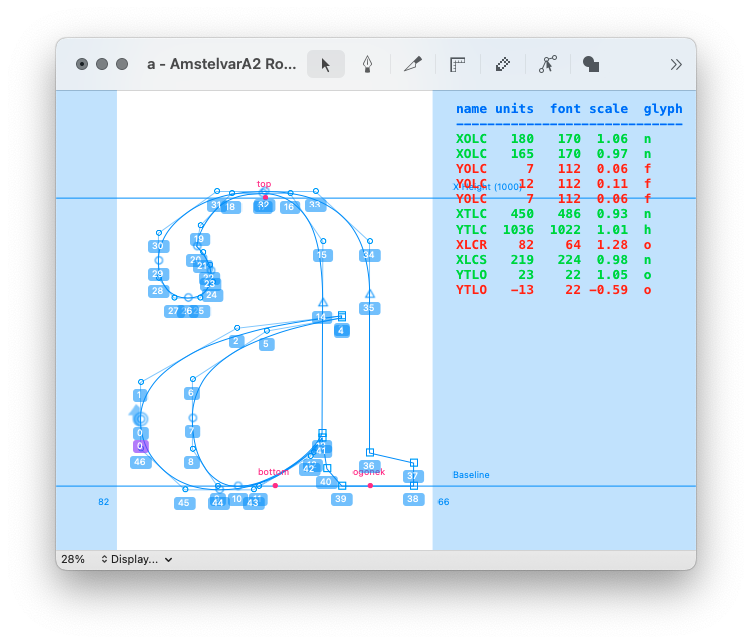 a - AmstelvarA2 Ro...
name units font scale glyph
XOLC 180 170 1.06 n
XOLC 165 170 0.97 n
YOLC 7 112 0.06 f
YOLC 12 112 0.11 f
X-Height (1000)
YOLC 7 112 0.06 f
XTLC 450 486 0.93 n
YTLC 1036 1022 1.01 h
XLCR 82 64 1.28 o
XLCS 219 224 0.98 n
YTLO 23 22 1.05 o
YTLO −13 22 −0.59 o
top
31 18 32 16 33
19
30
15 34
20
21
29
22
23
28 24
35
27 26 25
14
4
2
5
1 6
0 7
0
41
46 8
42
36
bottom ogonek
Baseline
37
40
45 44 10 43 39 38
82 66
28% Display...